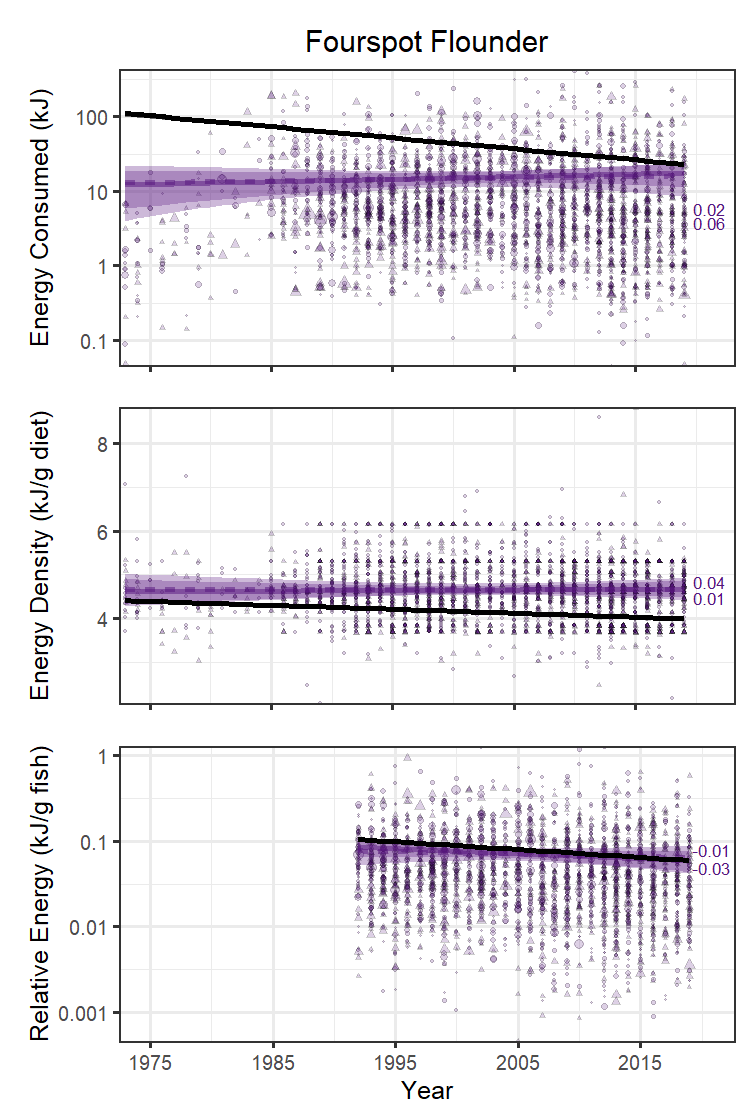 Fourspot Flounder
Energy Consumed (kJ)
100
10
1
0.1
0.02
0.06
Energy Density (kJ/g diet)
8
6
4
0.04
0.01
Relative Energy (kJ/g fish)
1
0.1
0.01
0.001
-0.01
-0.03
1975 1985 1995 2005 2015
Year